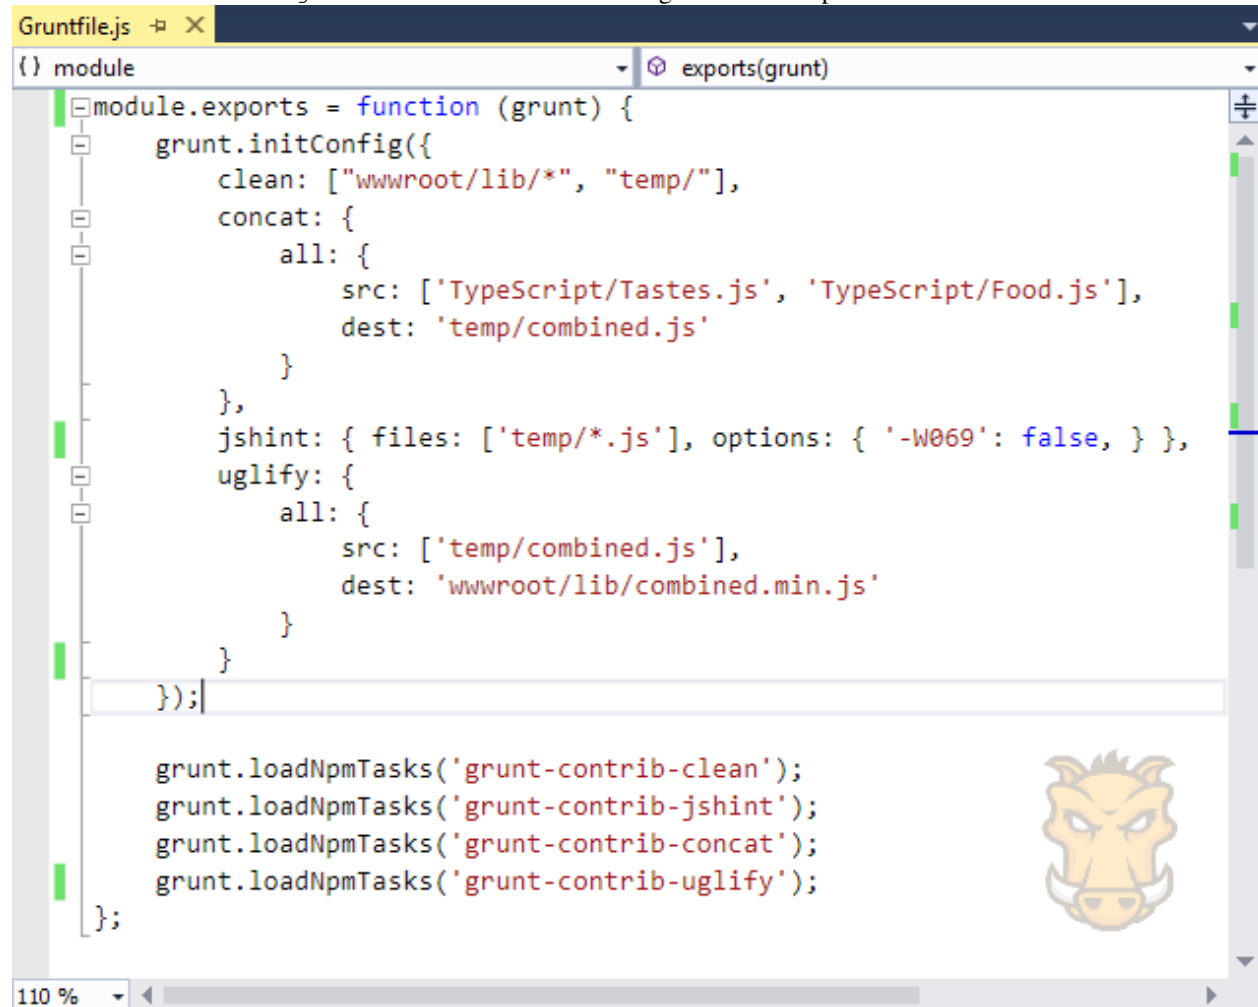 Gruntfile.js
{} module exports(grunt)
module.exports = function (grunt) {
    grunt.initConfig({
        clean: ["wwwroot/lib/*", "temp/"],
        concat: {
            all: {
                src: ['TypeScript/Tastes.js', 'TypeScript/Food.js'],
                dest: 'temp/combined.js'
            }
        },
        jshint: { files: ['temp/*.js'], options: { '-W069': false, } },
        uglify: {
            all: {
                src: ['temp/combined.js'],
                dest: 'wwwroot/lib/combined.min.js'
            }
        }
    });
    grunt.loadNpmTasks('grunt-contrib-clean');
    grunt.loadNpmTasks('grunt-contrib-jshint');
    grunt.loadNpmTasks('grunt-contrib-concat');
    grunt.loadNpmTasks('grunt-contrib-uglify');
};
110 %